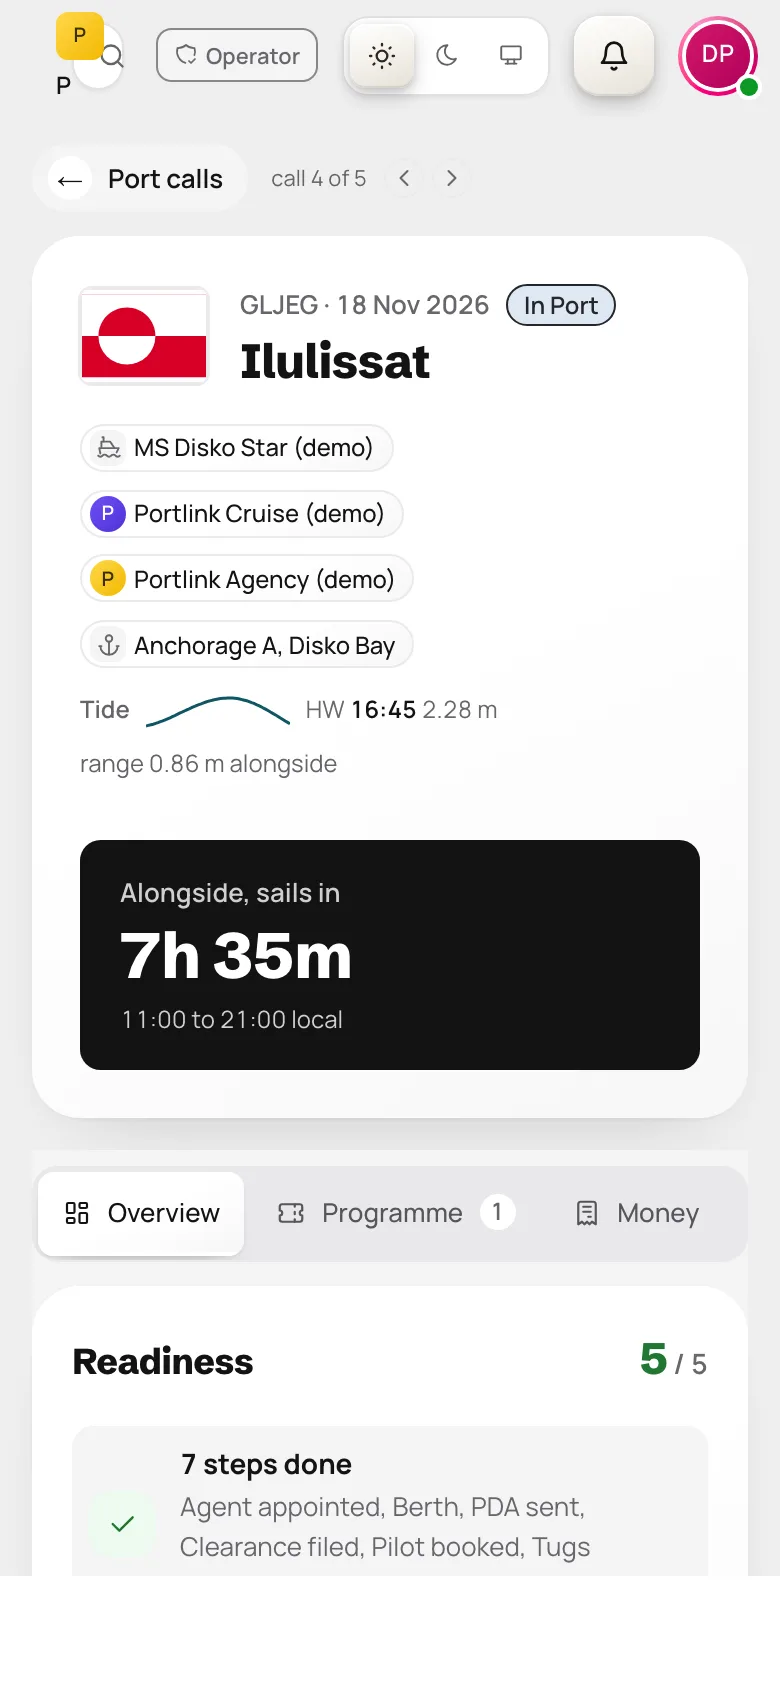 P
P
Operator
DP
← Port calls
call 4 of 5
GLJEG · 18 Nov 2026
In Port
Ilulissat
MS Disko Star (demo)
P Portlink Cruise (demo)
P Portlink Agency (demo)
Anchorage A, Disko Bay
Tide HW 16:45 2.28 m
range 0.86 m alongside
Alongside, sails in
7h 35m
11:00 to 21:00 local
Overview
Programme 1
Money
Readiness
5 / 5
7 steps done
Agent appointed, Berth, PDA sent,
Clearance filed, Pilot booked, Tugs